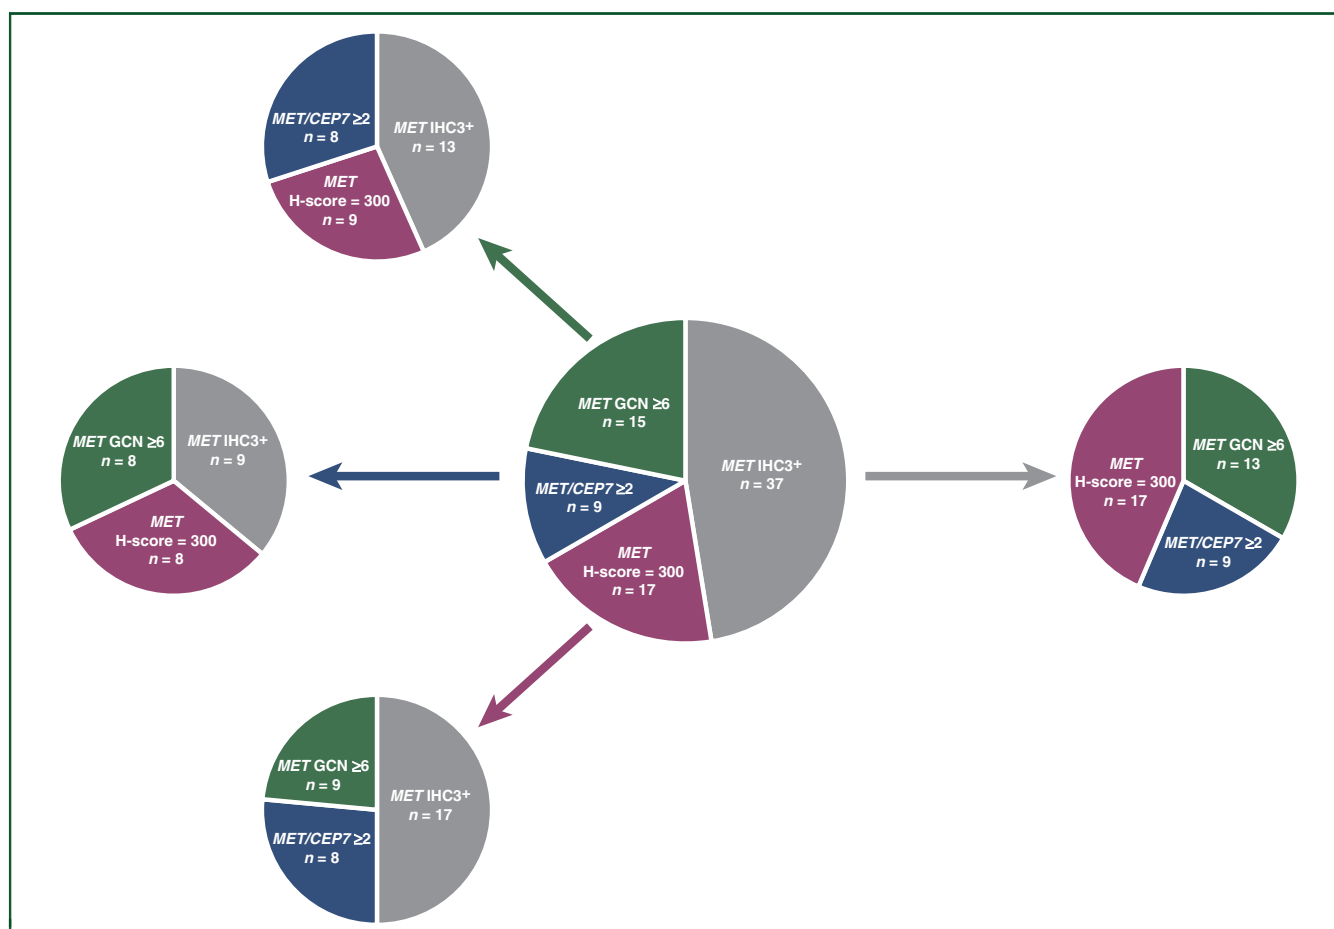 MET/CEP7 ≥2
n = 8
MET IHC3+
n = 13
MET
H-score = 300
n = 9
MET GCN ≥6
n = 8
MET IHC3+
n = 9
MET
H-score = 300
n = 8
MET GCN ≥6
n = 15
MET IHC3+
n = 37
MET/CEP7 ≥2
n = 9
MET
H-score = 300
n = 17
MET
H-score = 300
n = 17
MET GCN ≥6
n = 13
MET/CEP7 ≥2
n = 9
MET GCN ≥6
n = 9
MET IHC3+
n = 17
MET/CEP7 ≥2
n = 8